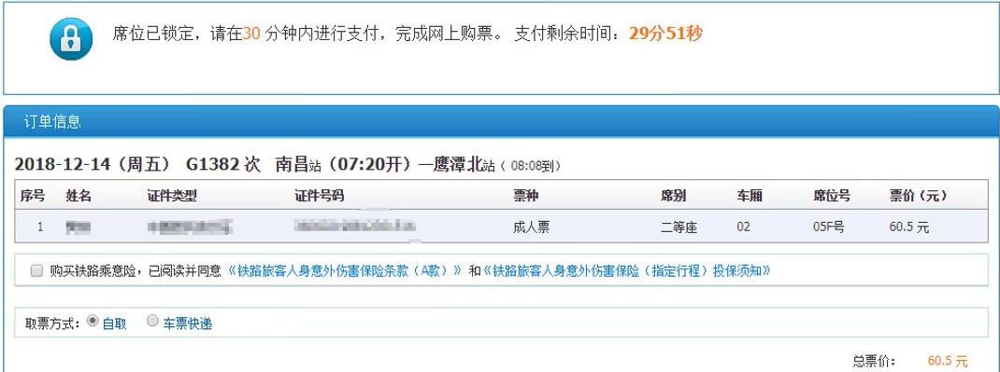 席位已锁定，请在30 分钟内进行支付，完成网上购票。 支付剩余时间：29分51秒
订单信息
2018-12-14（周五） G1382 次 南昌站（07:20开）—鹰潭北站（ 08:08到）
序号 姓名 证件类型 证件号码 票种 席别 车厢 席位号 票价（元）
1 成人票 二等座 02 05F号 60.5 元
购买铁路乘意险，已阅读并同意 《铁路旅客人身意外伤害保险条款（A款）》 和《铁路旅客人身意外伤害保险（指定行程）投保须知》
取票方式： 自取 车票快递
总票价： 60.5 元